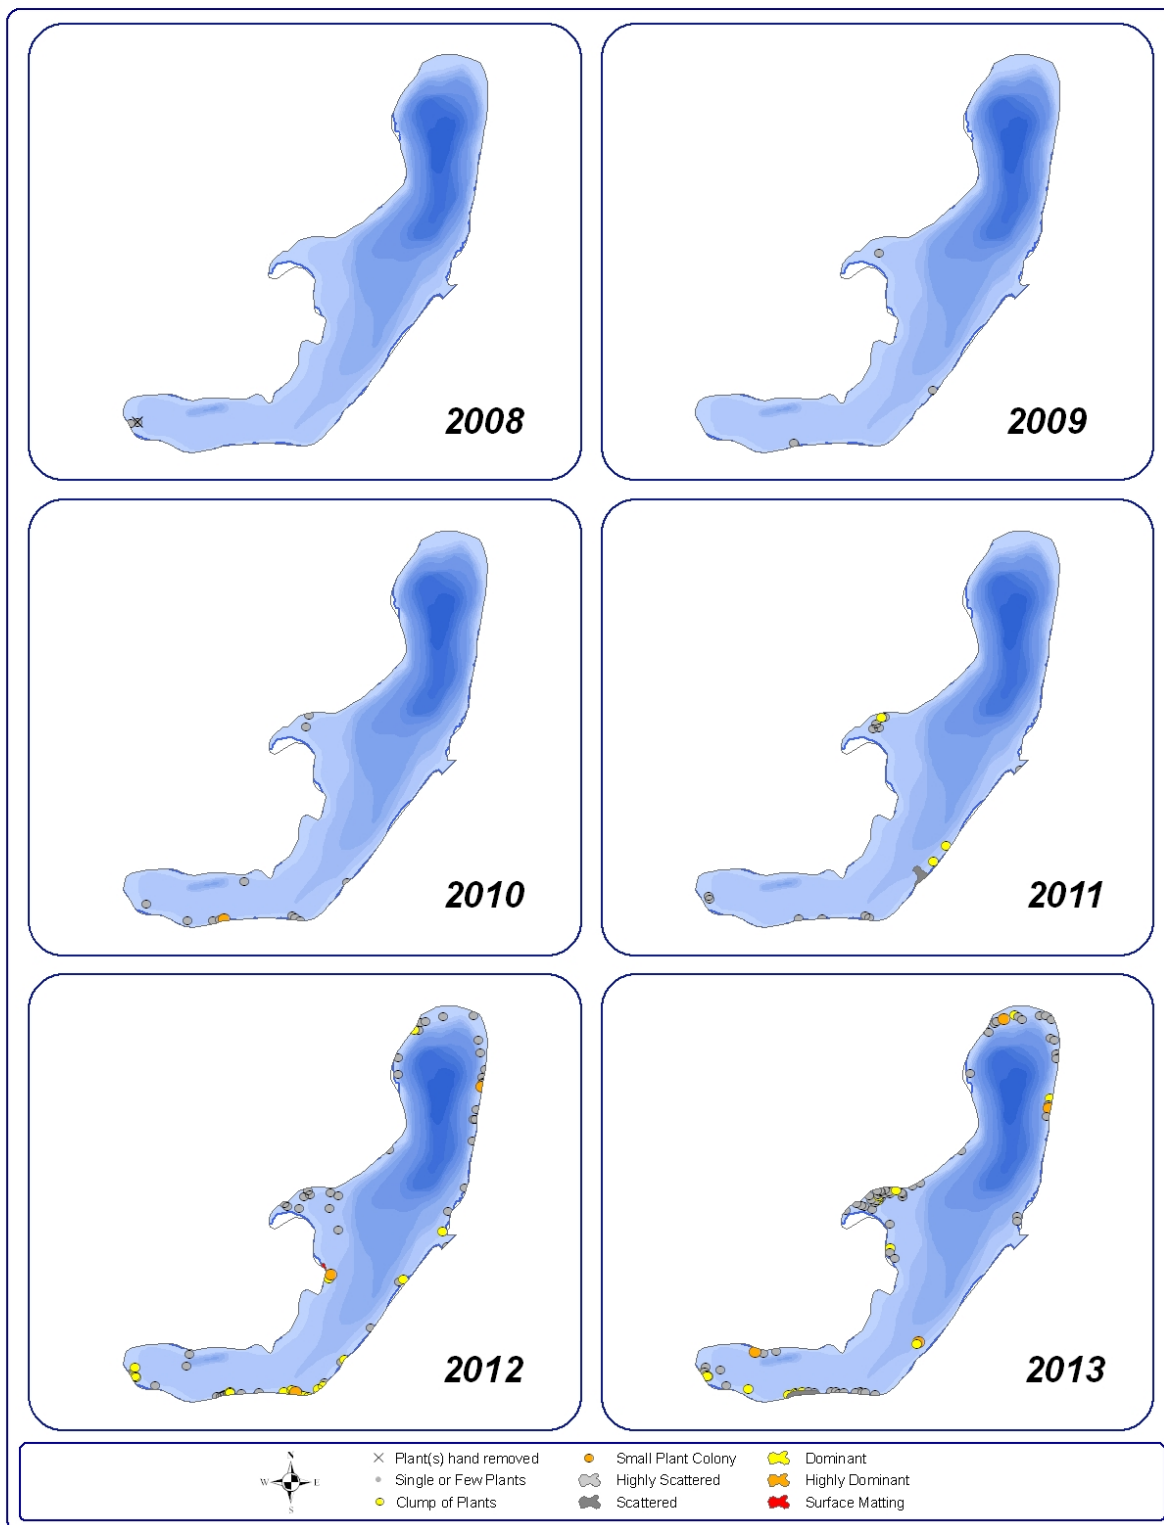 2008
2009
2010
2011
2012
2013
N
W E
S
Plant(s) hand removed
Single or Few Plants
Clump of Plants
Small Plant Colony
Highly Scattered
Scattered
Dominant
Highly Dominant
Surface Matting